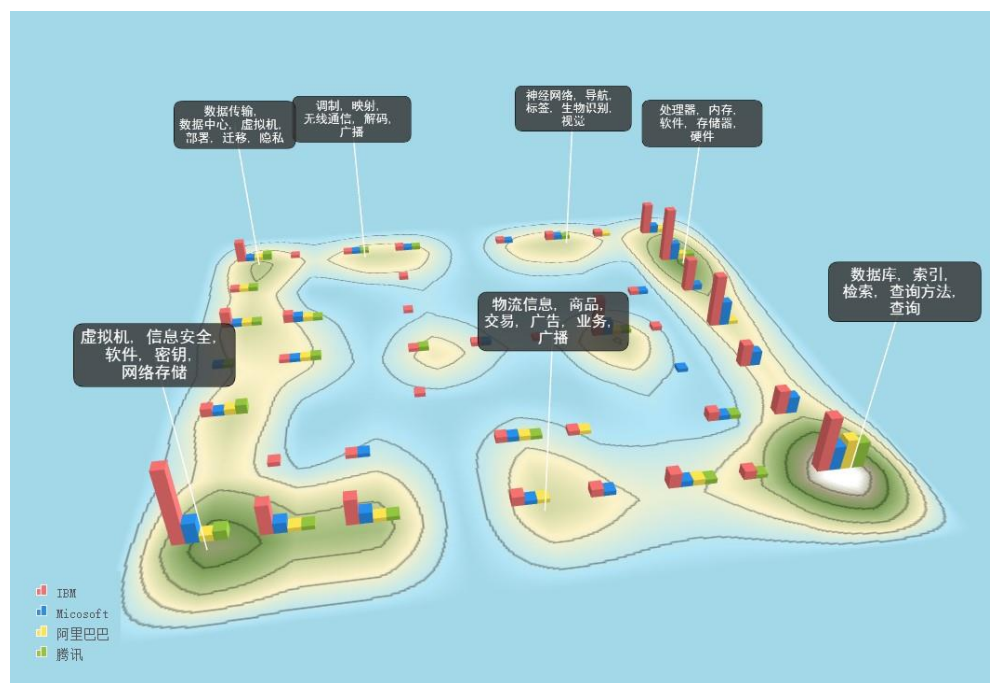 数据传输,
数据中心, 虚拟机,
部署, 迁移, 隐私
调制, 映射,
无线通信, 解码,
广播
神经网络, 导航,
标签, 生物识别,
视觉
处理器, 内存,
软件, 存储器,
硬件
虚拟机, 信息安全,
软件, 密钥,
网络存储
物流信息, 商品,
交易, 广告, 业务,
广播
数据库, 索引,
检索, 查询方法,
查询
IBM
Micosoft
阿里巴巴
腾讯